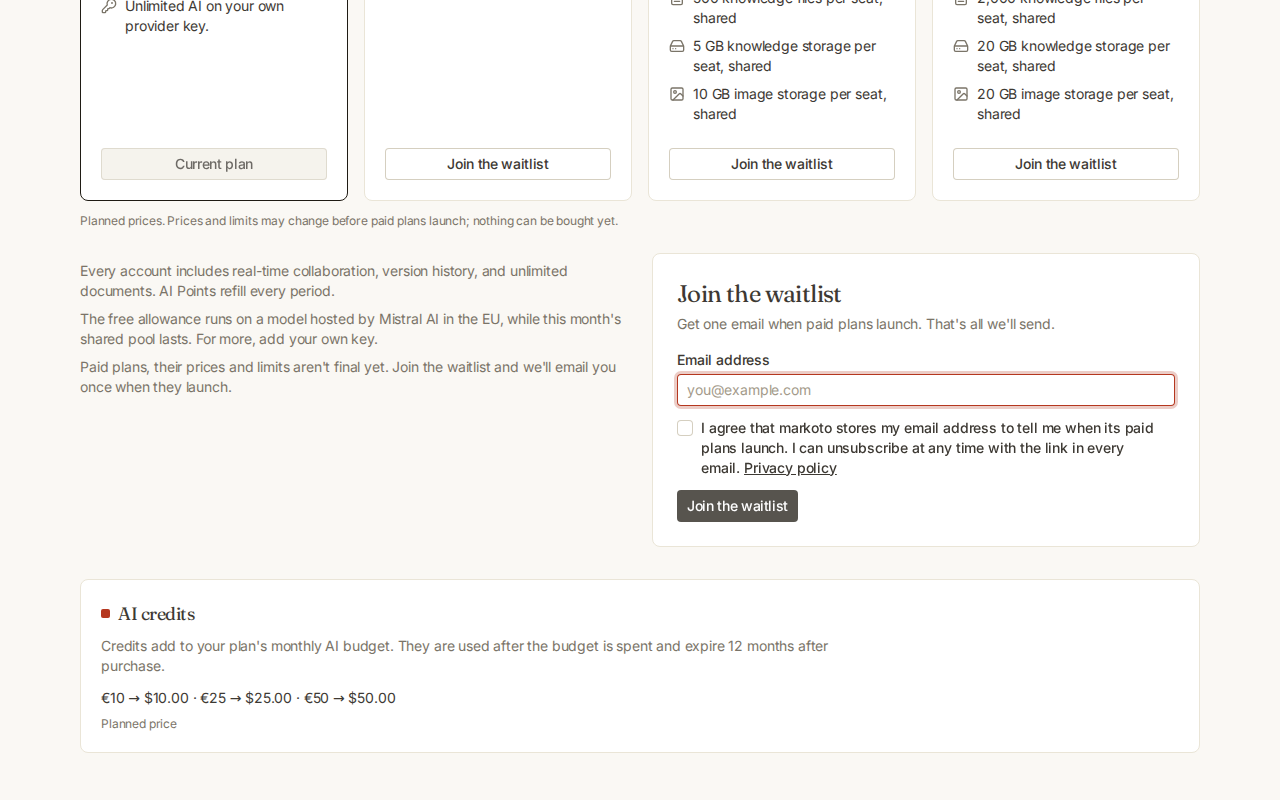 Unlimited AI on your own
provider key.
seat, shared
5 GB knowledge storage per
seat, shared
10 GB image storage per seat,
shared
seat, shared
20 GB knowledge storage per
seat, shared
20 GB image storage per seat,
shared
Current plan
Join the waitlist
Join the waitlist
Join the waitlist
Planned prices. Prices and limits may change before paid plans launch; nothing can be bought yet.
Every account includes real-time collaboration, version history, and unlimited
documents. AI Points refill every period.
The free allowance runs on a model hosted by Mistral AI in the EU, while this month's
shared pool lasts. For more, add your own key.
Paid plans, their prices and limits aren't final yet. Join the waitlist and we'll email you
once when they launch.
Join the waitlist
Get one email when paid plans launch. That's all we'll send.
Email address
you@example.com
I agree that markoto stores my email address to tell me when its paid
plans launch. I can unsubscribe at any time with the link in every
email. Privacy policy
Join the waitlist
AI credits
Credits add to your plan's monthly AI budget. They are used after the budget is spent and expire 12 months after
purchase.
€10 → $10.00 · €25 → $25.00 · €50 → $50.00
Planned price